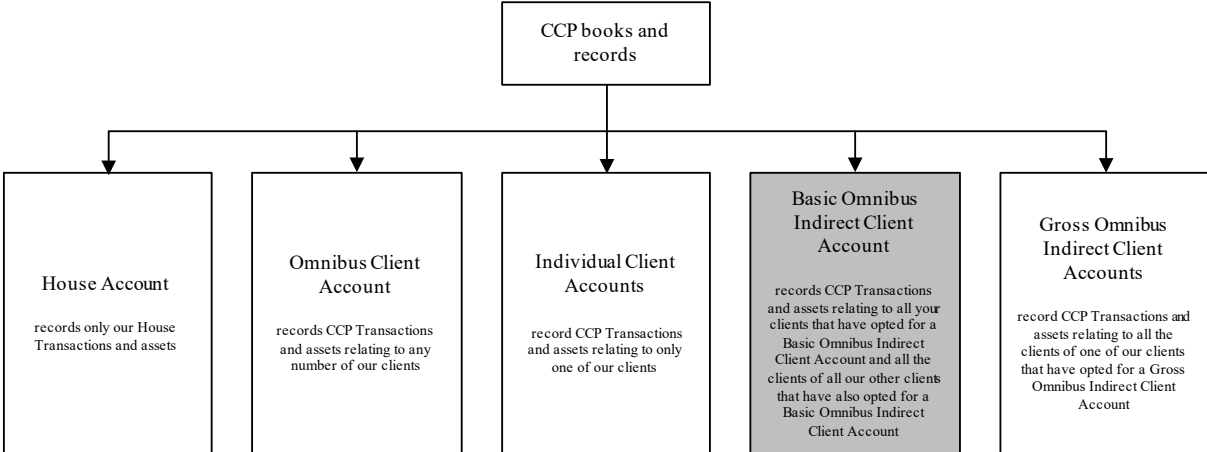 CCP books and
records
House Account
records only our House
Transactions and assets
Omnibus Client
Account
records CCP Transactions
and assets relating to any
number of our clients
Individual Client
Accounts
record CCP Transactions
and assets relating to only
one of our clients
Basic Omnibus
Indirect Client
Account
records CCP Transactions
and assets relating to all your
clients that have opted for a
Basic Omnibus Indirect
Client Account and all the
clients of all our other clients
that have also opted for a
Basic Omnibus Indirect
Client Account
Gross Omnibus
Indirect Client
Accounts
record CCP Transactions and
assets relating to all the
clients of one of our clients
that have opted for a Gross
Omnibus Indirect Client
Account